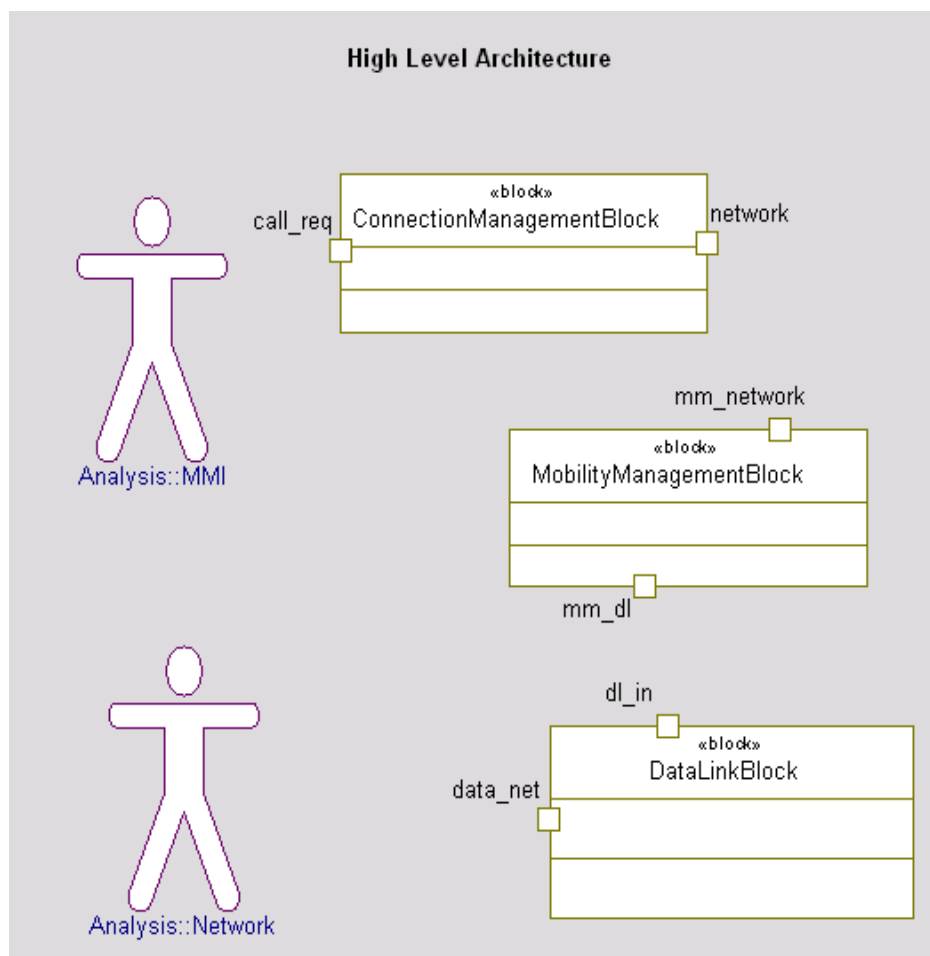 High Level Architecture
«block»
call_req
ConnectionManagementBlock
network
Analysis::MMI
mm_network
«block»
MobilityManagementBlock
mm_dl
dl_in
«block»
DataLinkBlock
data_net
Analysis::Network